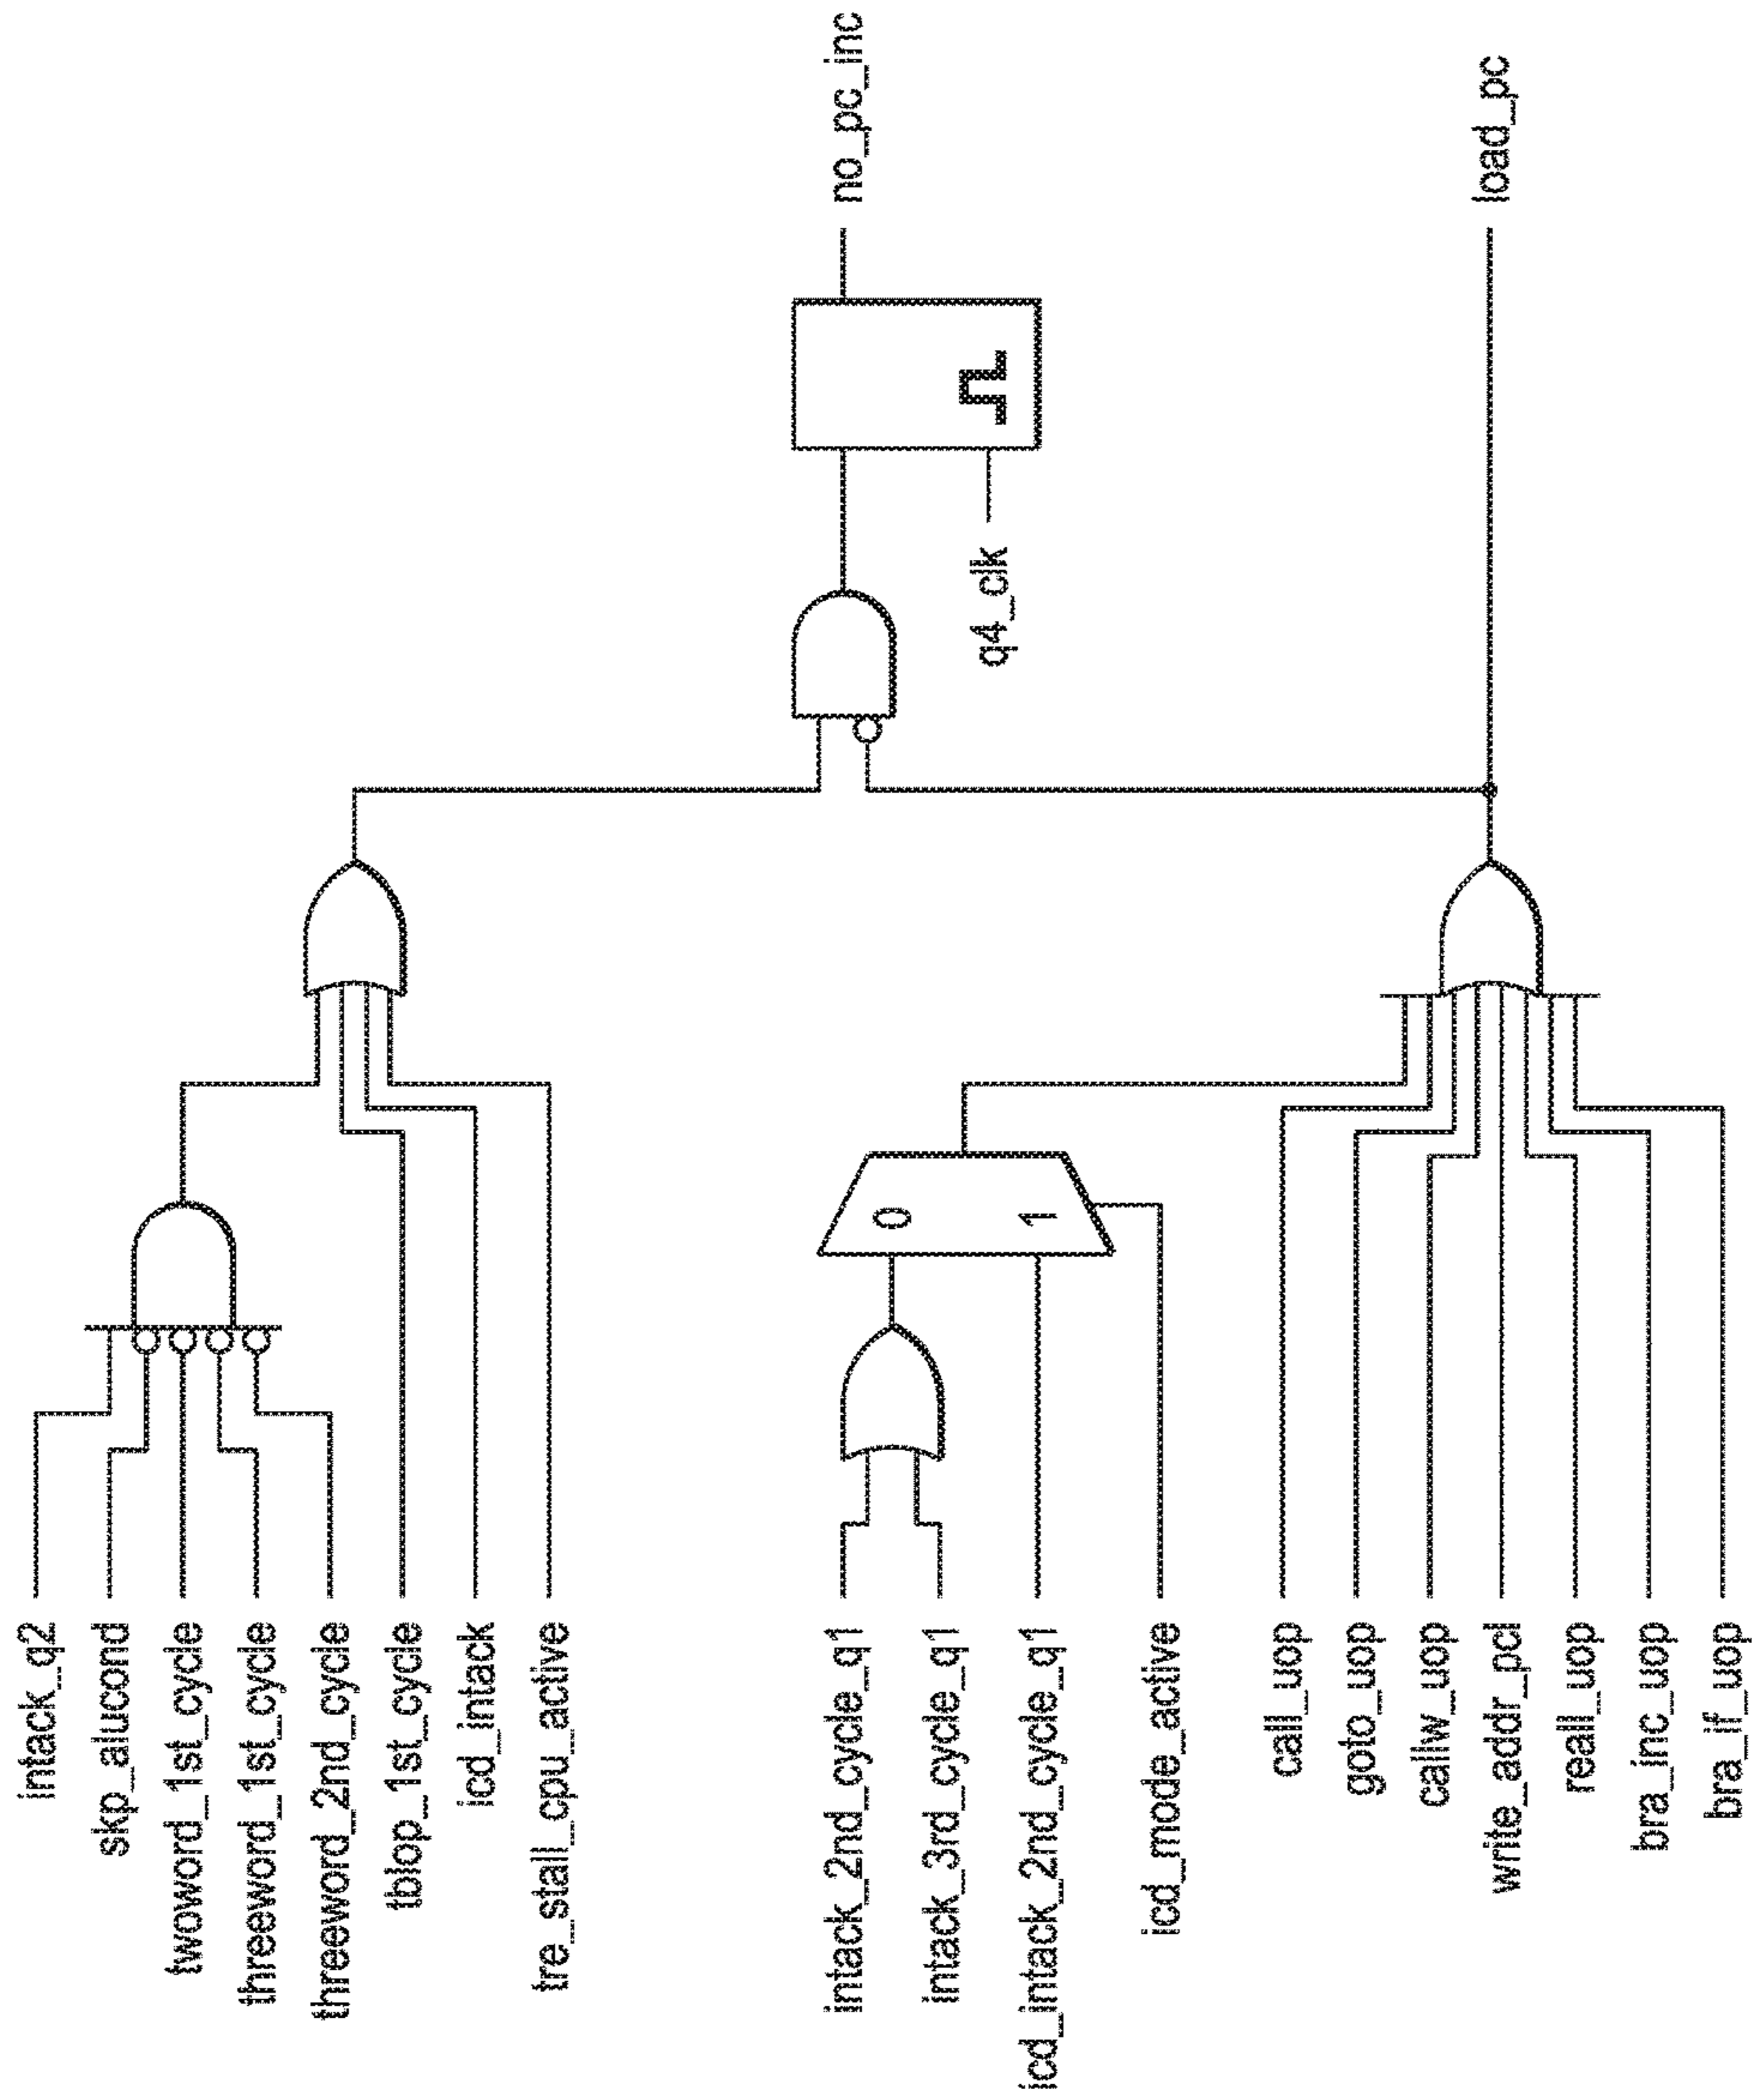 intack_q2
skp_alucond
twoword_1st_cycle
threeword_1st_cycle
threeword_2nd_cycle
tblop_1st_cycle
icd_intack
tre_stall_cpu_active
intack_2nd_cycle_q1
intack_3rd_cycle_q1
icd_intack_2nd_cycle_q1
icd_mode_active
0
1
call_uop
goto_uop
callw_uop
write_addr_pcl
reall_uop
bra_inc_uop
bra_if_uop
q4_clk
no_pc_inc
load_pc